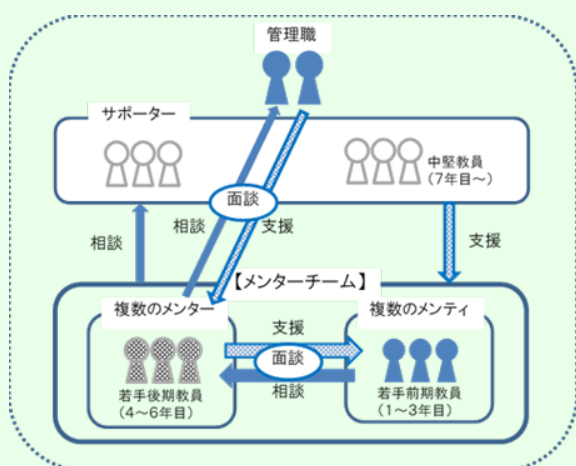 管理職
サポーター
中堅教員
(7年目~)
面談
相談
相談
支援
支援
【メンターチーム】
複数のメンター
複数のメンティ
支援
面談
相談
若手後期教員
(4~6年目)
若手前期教員
(1~3年目)